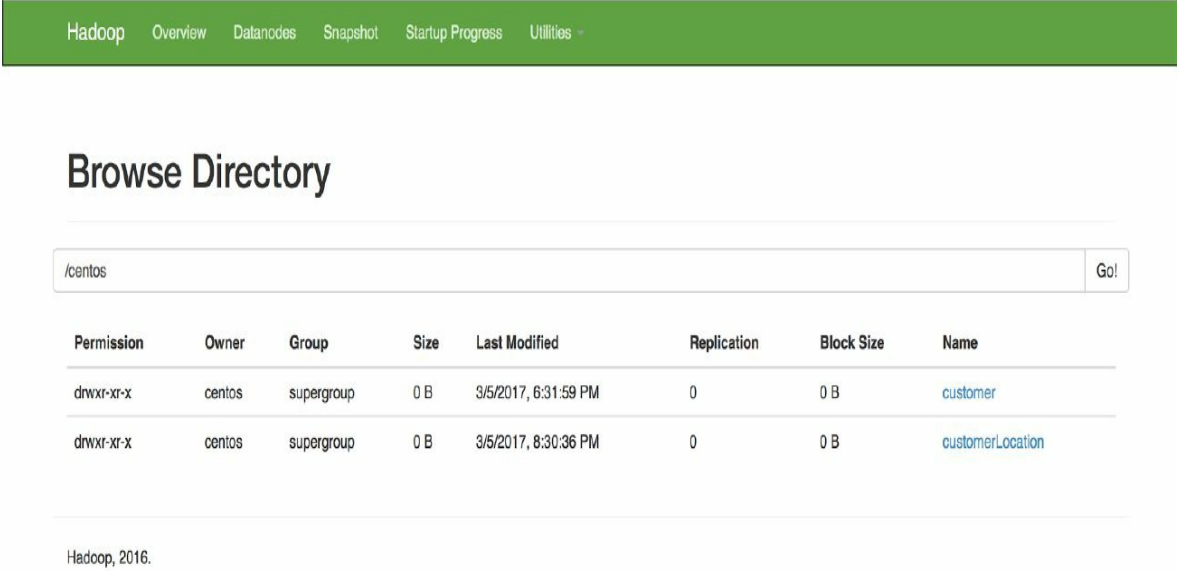 Hadoop Overview Datanodes Snapshot Startup Progress Utilities
Browse Directory
/centos Go!
Permission Owner Group Size Last Modified Replication Block Size Name
drwxr-xr-x centos supergroup 0 B 3/5/2017, 6:31:59 PM 0 0 B customer
drwxr-xr-x centos supergroup 0 B 3/5/2017, 8:30:36 PM 0 0 B customerLocation
Hadoop, 2016.